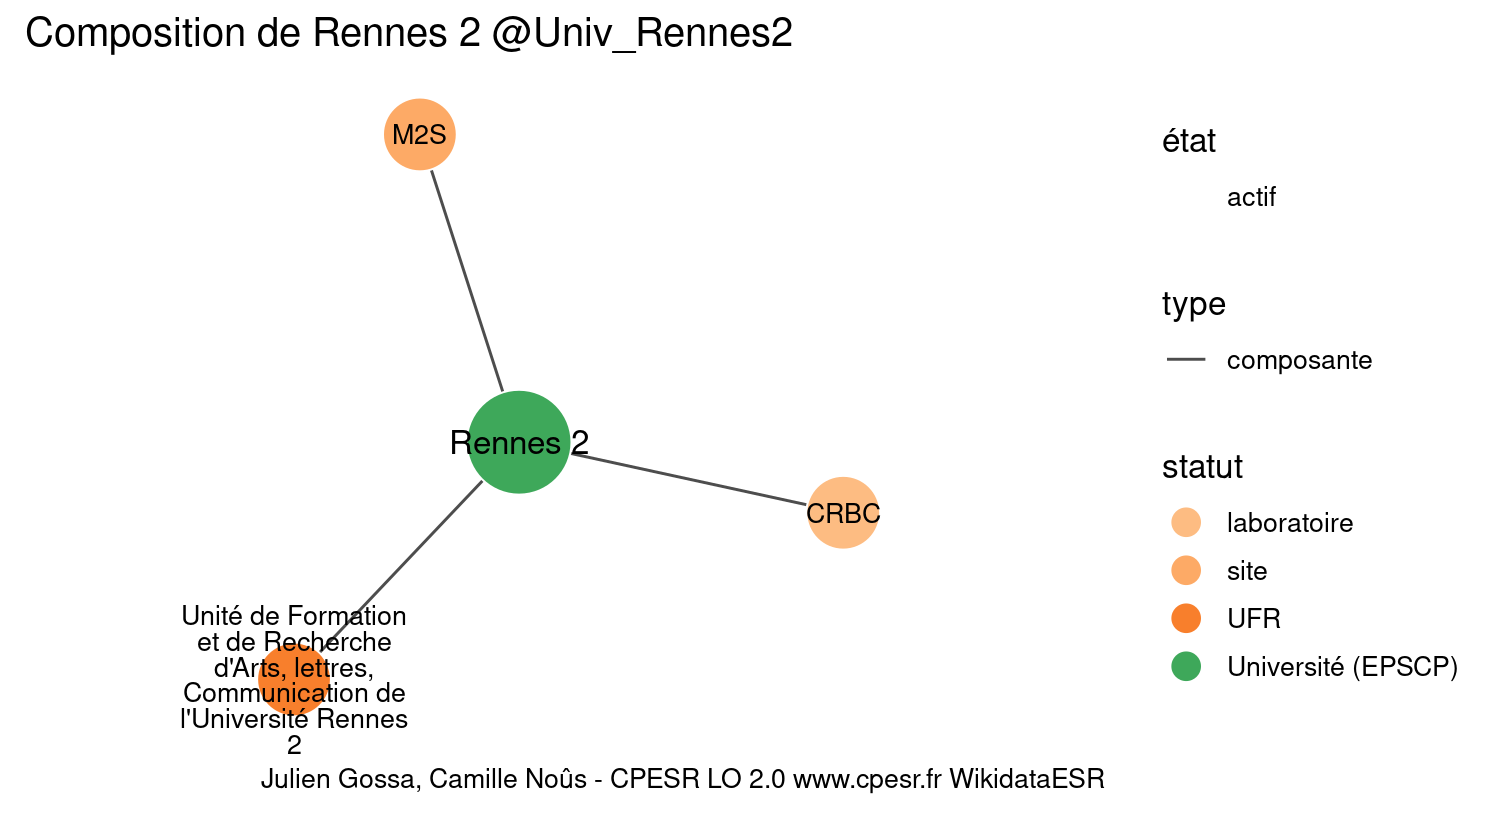 Composition de Rennes 2 @Univ_Rennes2
M2S
Rennes 2
CRBC
Unité de Formation
et de Recherche
d'Arts, lettres,
Communication de
l'Université Rennes
2
état
actif
type
composante
statut
laboratoire
site
UFR
Université (EPSCP)
Julien Gossa, Camille Noûs - CPESR LO 2.0 www.cpesr.fr WikidataESR